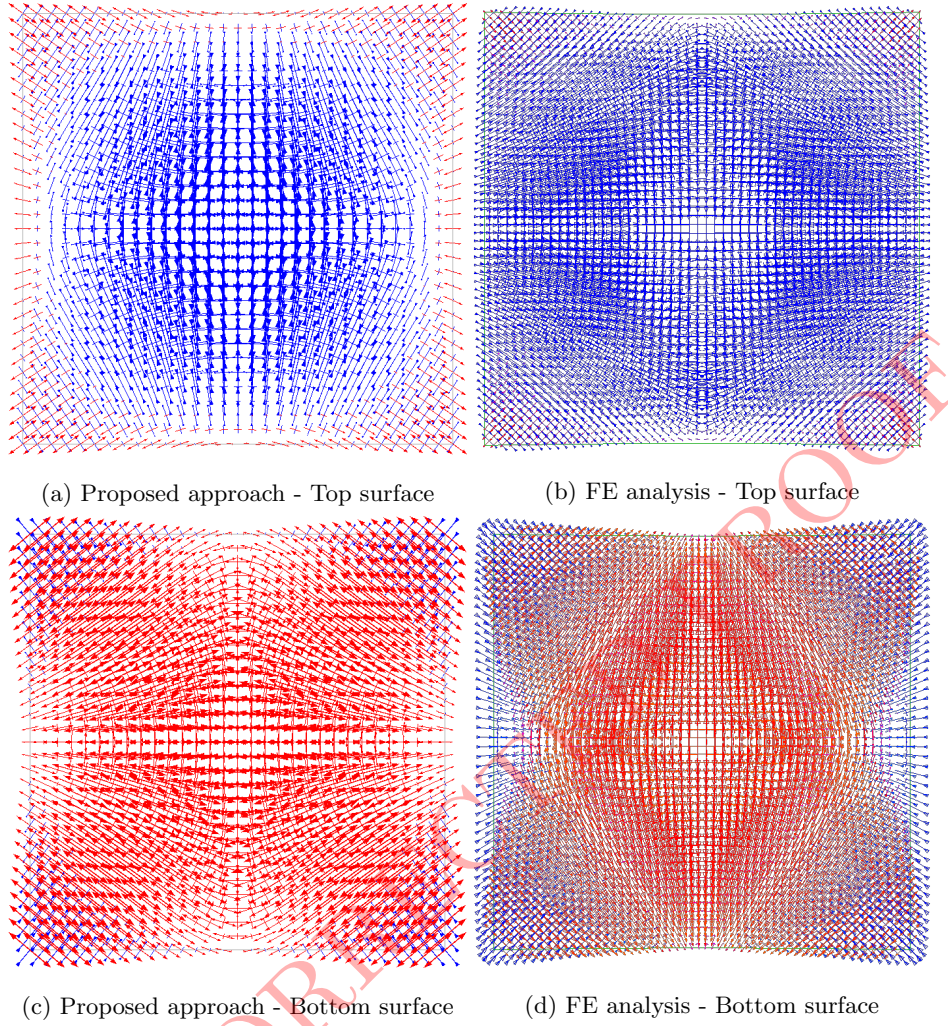 (a) Proposed approach - Top surface
(b) FE analysis - Top surface
(c) Proposed approach - Bottom surface
(d) FE analysis - Bottom surface